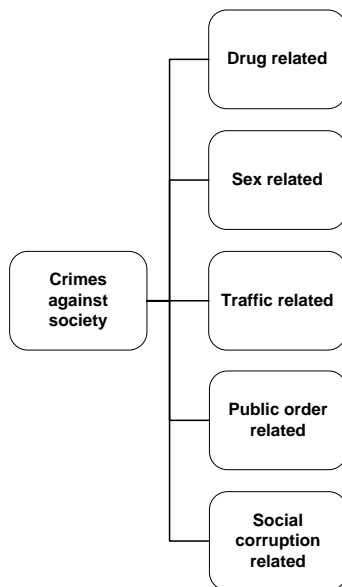 Drug related
Sex related
Crimes
against
society
Traffic related
Public order
related
Social
corruption
related